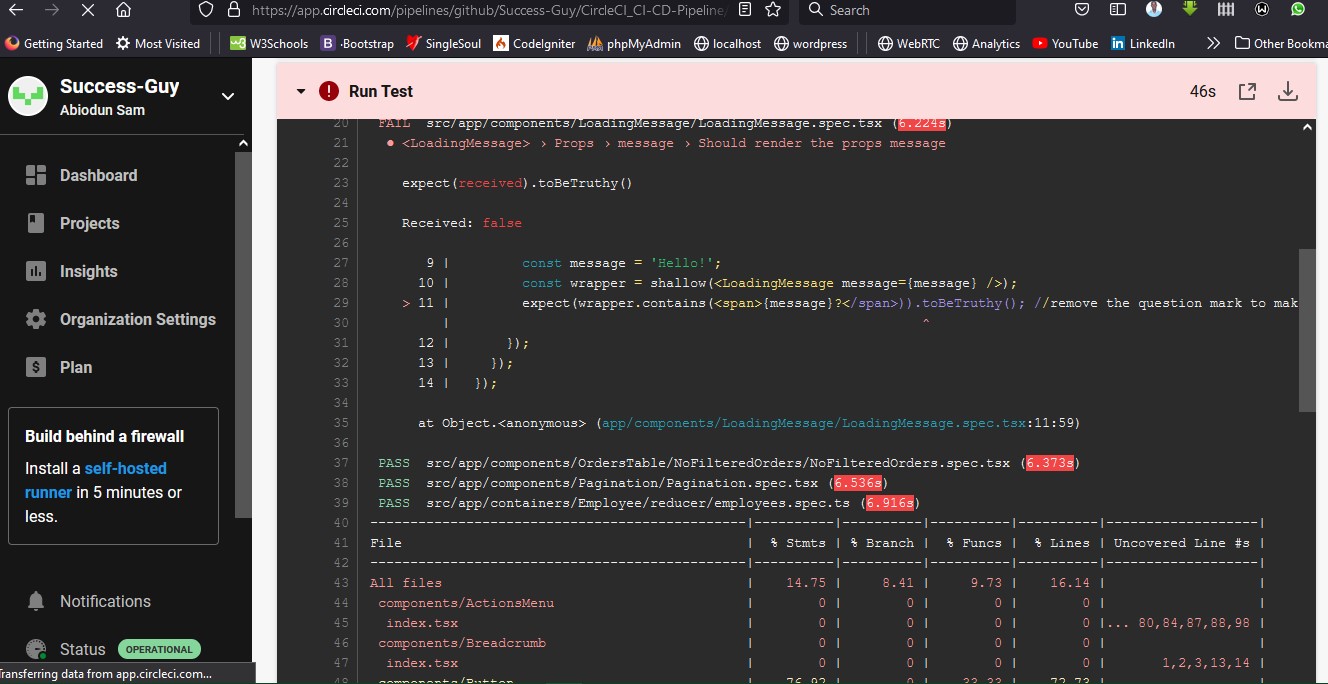 https://app.circleci.com/pipelines/github/Success-Guy/CircleCI_CI-CD-Pipeline
Search
Getting Started
Most Visited
W3Schools
·Bootstrap
SingleSoul
CodeIgniter
phpMyAdmin
localhost
wordpress
WebRTC
Analytics
YouTube
LinkedIn
Other Bookma
Success-Guy
Abiodun Sam
Dashboard
Projects
Insights
Organization Settings
Plan
Build behind a firewall
Install a self-hosted
runner in 5 minutes or
less.
Notifications
Status OPERATIONAL
Transferring data from app.circleci.com...
Run Test 46s
20 FAIL src/app/components/LoadingMessage/LoadingMessage.spec.tsx (6.224s)
21 ● <LoadingMessage> › Props › message › Should render the props message
22
23 expect(received).toBeTruthy()
24
25 Received: false
26
27 9 | const message = 'Hello!';
28 10 | const wrapper = shallow(<LoadingMessage message={message} />);
29 > 11 | expect(wrapper.contains(<span>{message}?</span>)).toBeTruthy(); //remove the question mark to mak
30 | ^
31 12 | });
32 13 | });
33 14 | });
34
35 at Object.<anonymous> (app/components/LoadingMessage/LoadingMessage.spec.tsx:11:59)
36
37 PASS src/app/components/OrdersTable/NoFilteredOrders/NoFilteredOrders.spec.tsx (6.373s)
38 PASS src/app/components/Pagination/Pagination.spec.tsx (6.536s)
39 PASS src/app/containers/Employee/reducer/employees.spec.ts (6.916s)
40 -----------------------------------------------|----------|----------|----------|----------|-------------------|
41 File | % Stmts | % Branch | % Funcs | % Lines | Uncovered Line #s |
42 -----------------------------------------------|----------|----------|----------|----------|-------------------|
43 All files | 14.75 | 8.41 | 9.73 | 16.14 | |
44 components/ActionsMenu | 0 | 0 | 0 | 0 | |
45 index.tsx | 0 | 0 | 0 | 0 |... 80,84,87,88,98 |
46 components/Breadcrumb | 0 | 0 | 0 | 0 | |
47 index.tsx | 0 | 0 | 0 | 0 | 1,2,3,13,14 |
48 components/Button | 76.92 | 0 | 33.33 | 72.73 | |